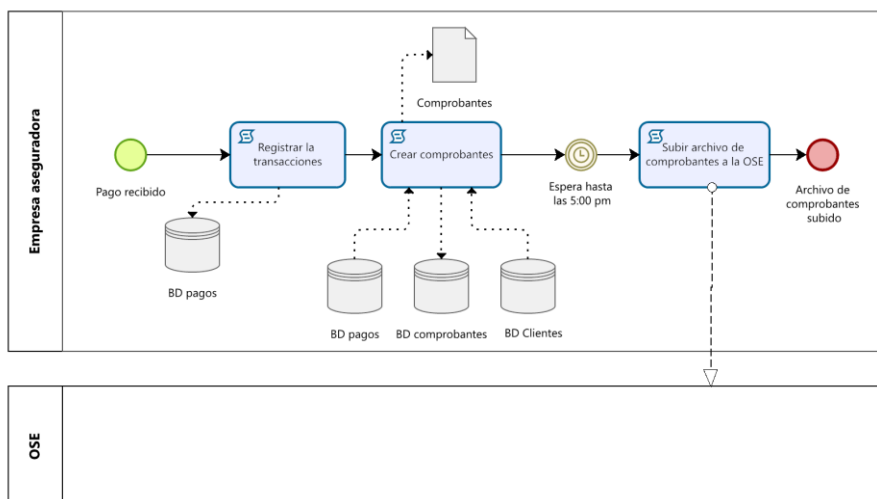 Empresa aseguradora
Comprobantes
Registrar la
transacciones
Crear comprobantes
Subir archivo de
comprobantes a la OSE
Pago recibido
Espera hasta
las 5:00 pm
Archivo de
comprobantes
subido
BD pagos
BD pagos
BD comprobantes
BD Clientes
OSE